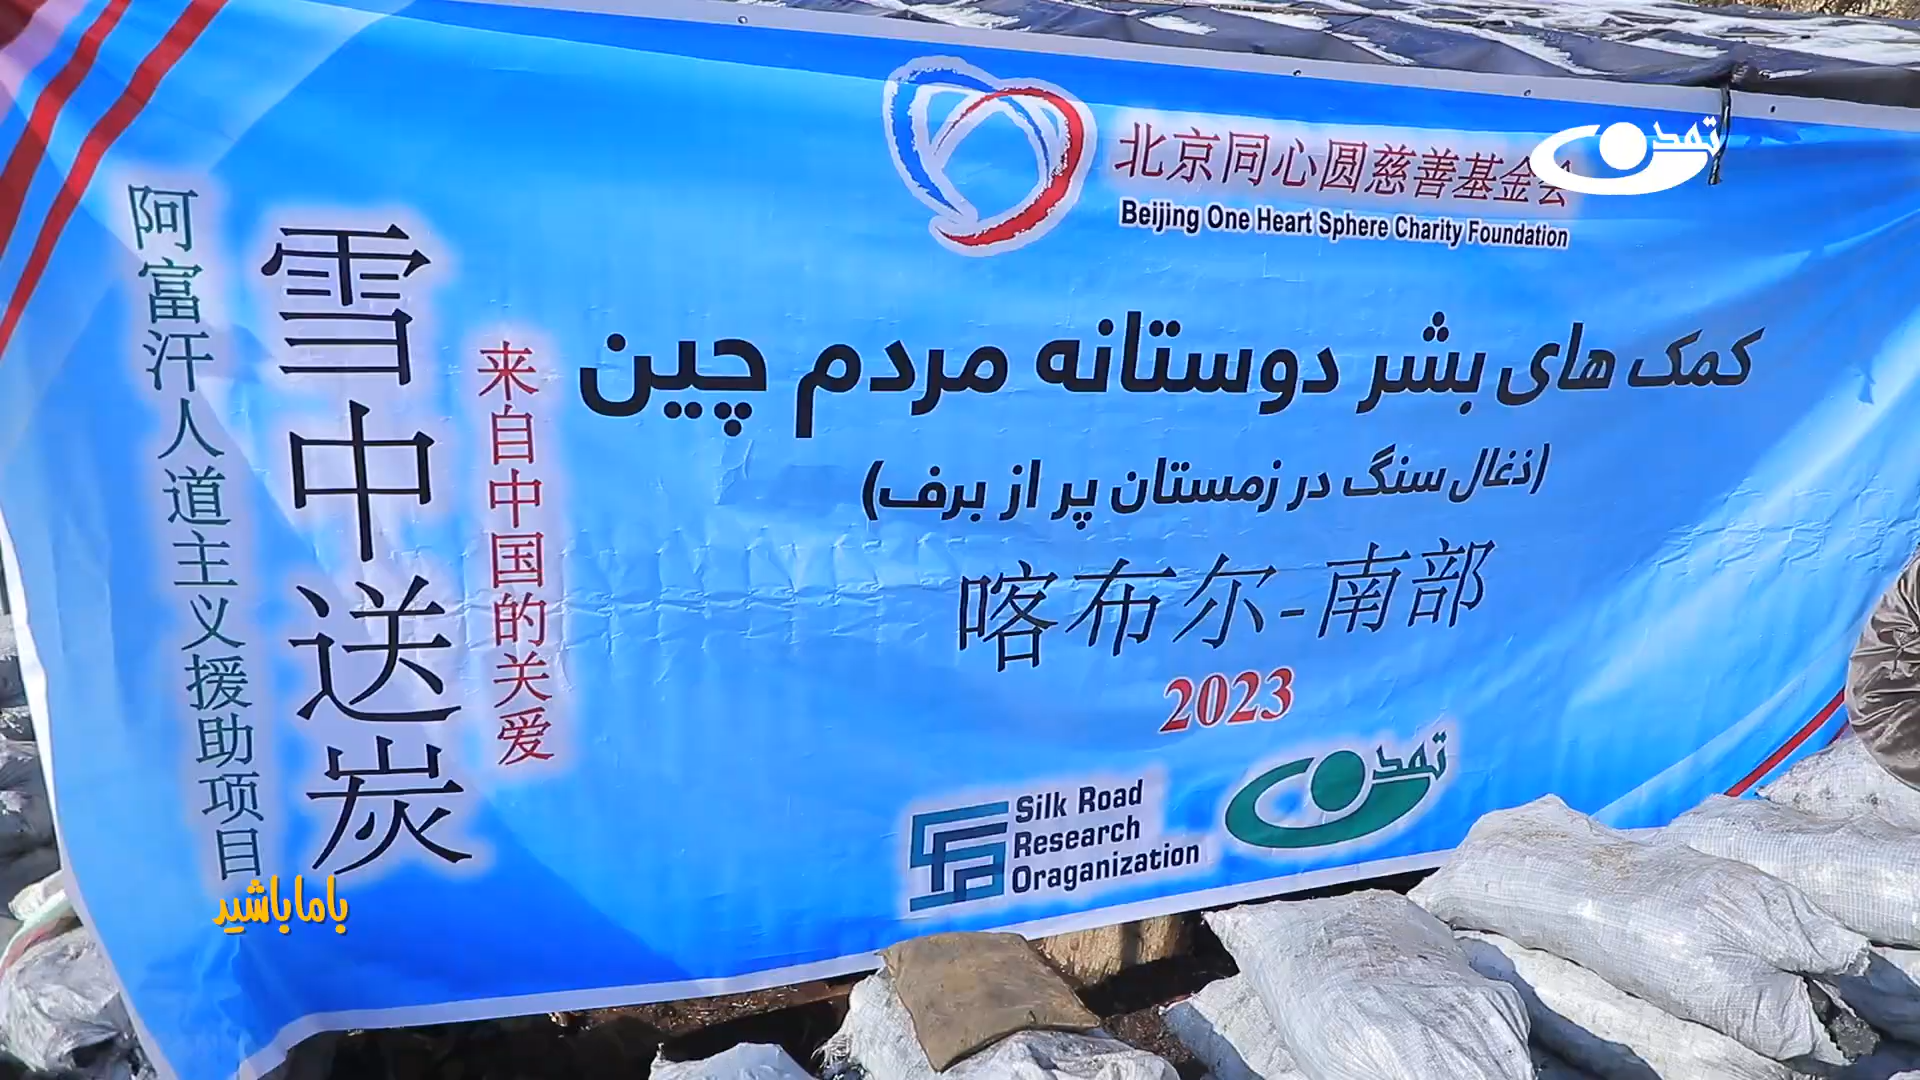 北京同心圆慈善基金会
Beijing One Heart Sphere Charity Foundation
تمدن
阿富汗人道主义援助项目
雪中送炭
来自中国的关爱
کمک های بشر دوستانه مردم چین
(ذغال سنگ در زمستان پر از برف)
喀布尔-南部
2023
Silk Road
Research
Oraganization
تمدن
باما باشید